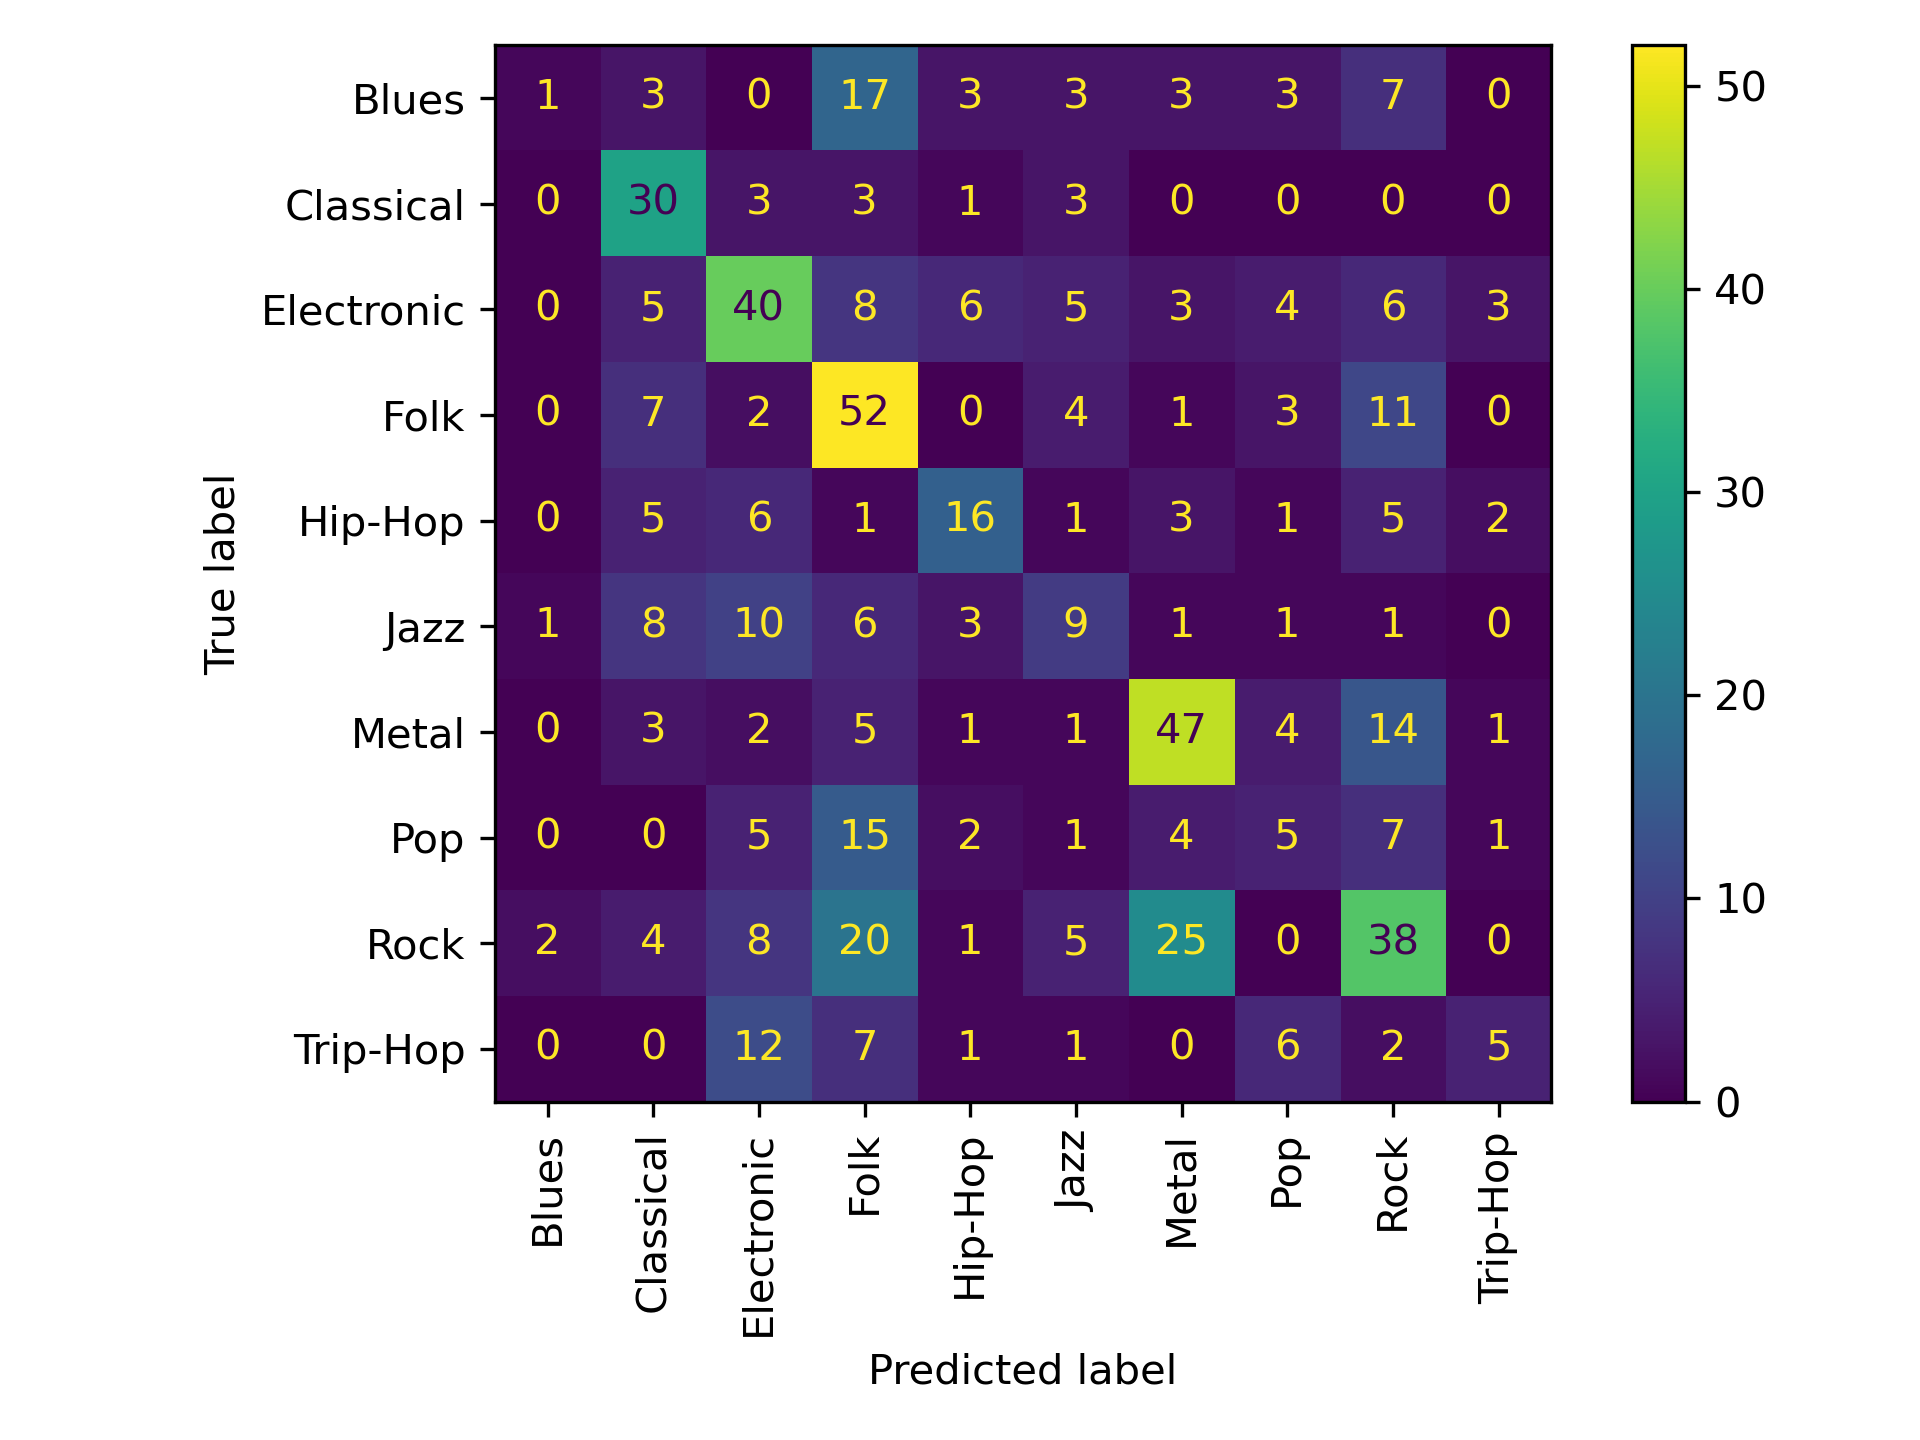 Blues 1 3 0 17 3 3 3 3 7 0
Classical 0 30 3 3 1 3 0 0 0 0
Electronic 0 5 40 8 6 5 3 4 6 3
Folk 0 7 2 52 0 4 1 3 11 0
Hip-Hop 0 5 6 1 16 1 3 1 5 2
Jazz 1 8 10 6 3 9 1 1 1 0
Metal 0 3 2 5 1 1 47 4 14 1
Pop 0 0 5 15 2 1 4 5 7 1
Rock 2 4 8 20 1 5 25 0 38 0
Trip-Hop 0 0 12 7 1 1 0 6 2 5
True label
Blues Classical Electronic Folk Hip-Hop Jazz Metal Pop Rock Trip-Hop
Predicted label
50
40
30
20
10
0